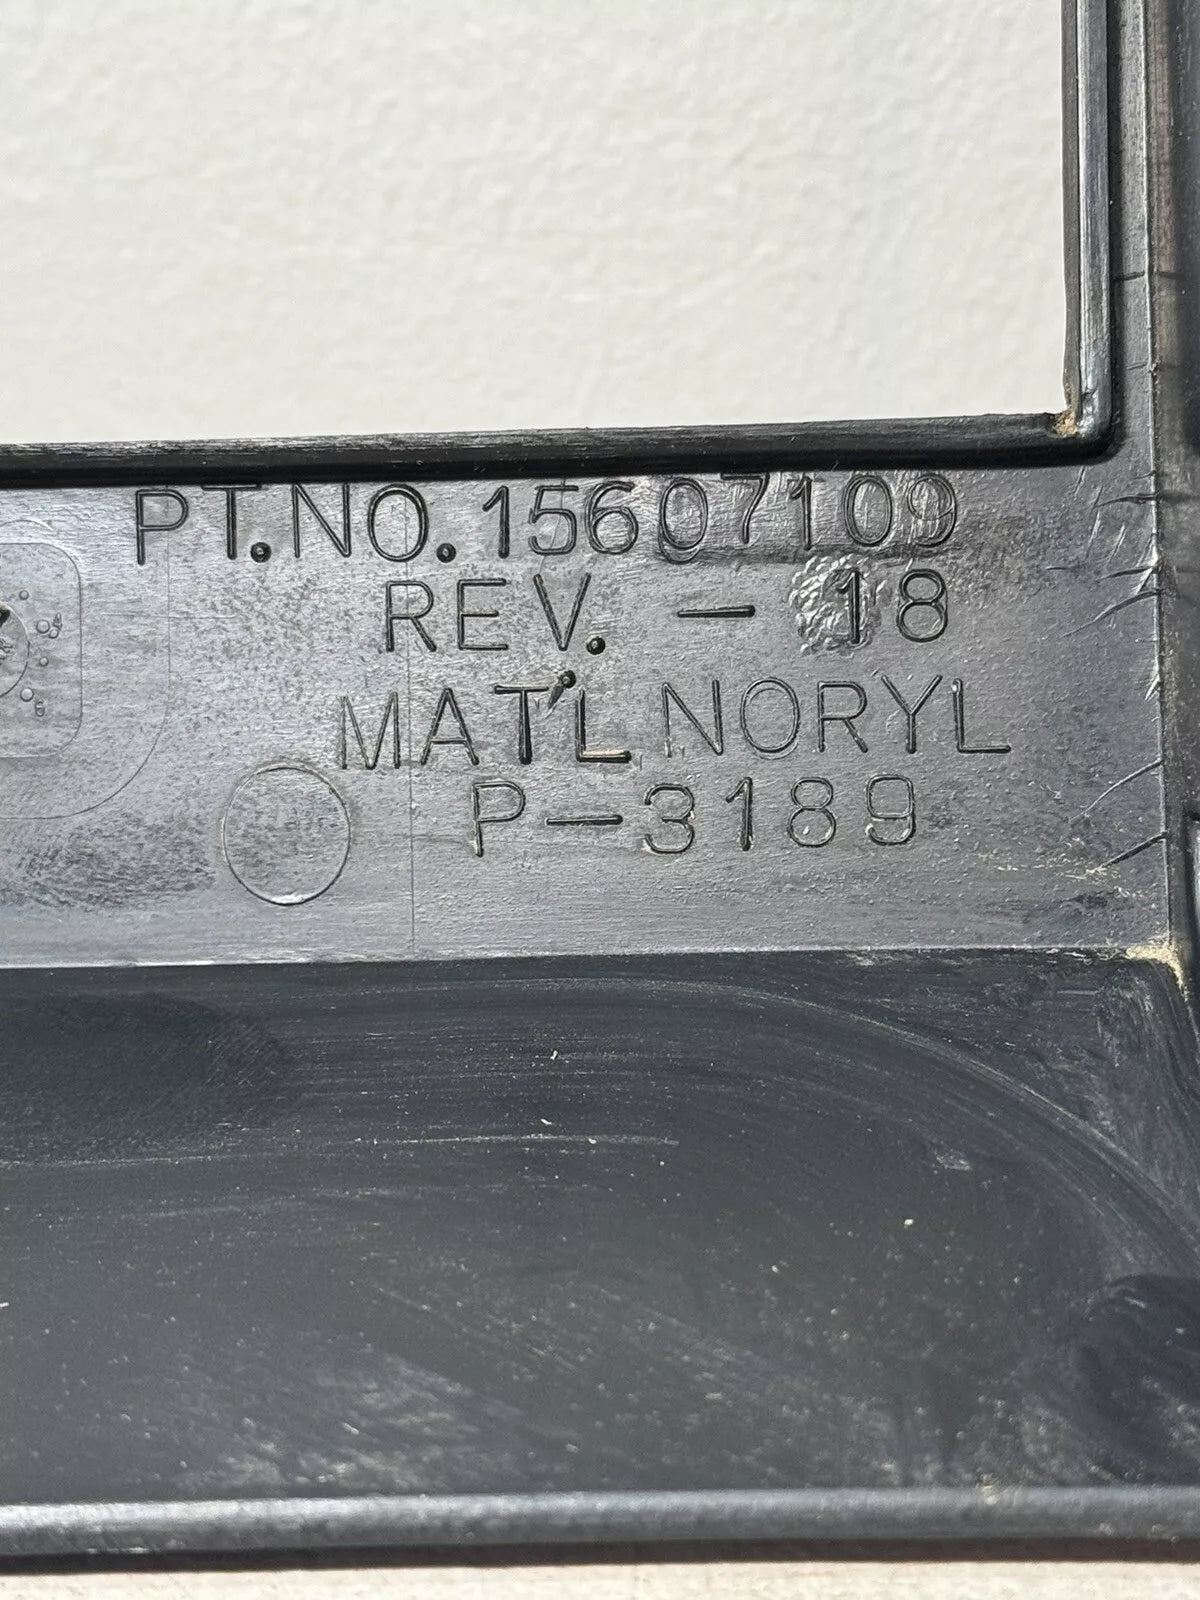 PT.NO.15607109
REV. - 18
MAT'L NORYL
P-3189